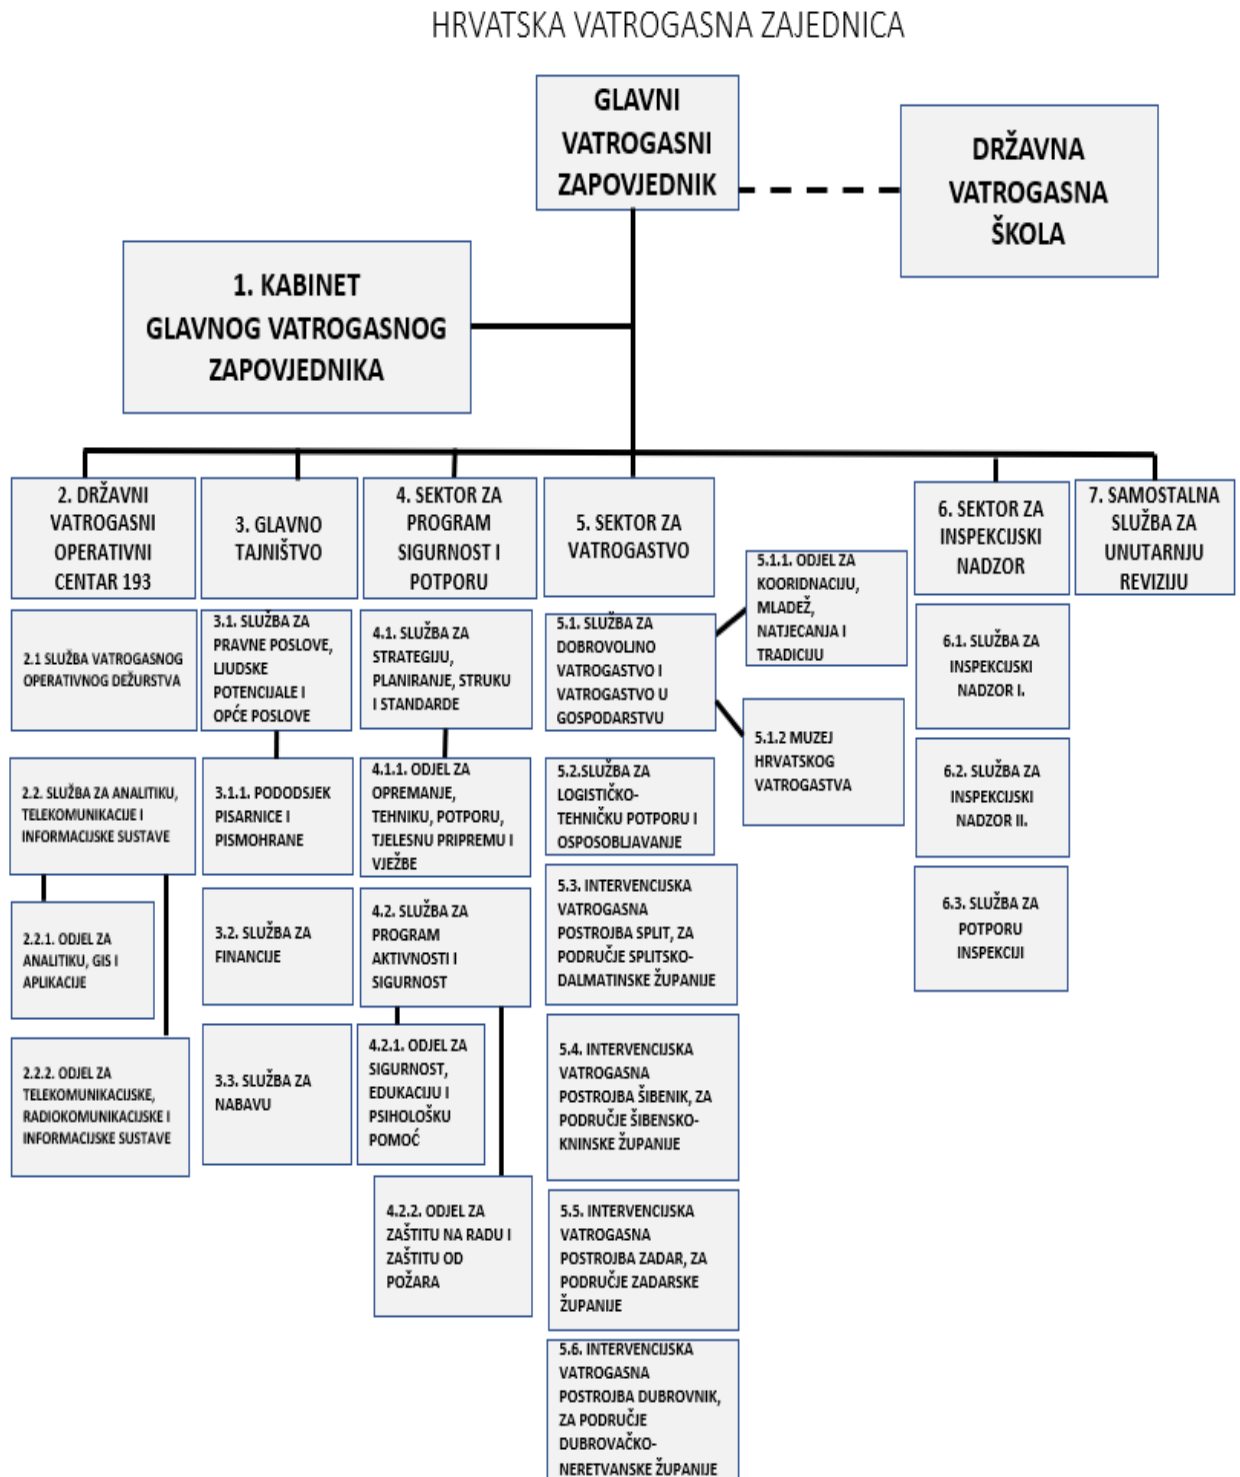 HRVATSKA VATROGASNA ZAJEDNICA
GLAVNI
VATROGASNI
ZAPOVJEDNIK
DRŽAVNA
VATROGASNA
ŠKOLA
1. KABINET
GLAVNOG VATROGASNOG
ZAPOVJEDNIKA
2. DRŽAVNI
VATROGASNI
OPERATIVNI
CENTAR 193
2.1 SLUŽBA VATROGASNOG
OPERATIVNOG DEŽURSTVA
2.2. SLUŽBA ZA ANALITIKU,
TELEKOMUNIKACIJE I
INFORMACIJSKE SUSTAVE
2.2.1. ODJEL ZA
ANALITIKU, GIS I
APLIKACIJE
2.2.2. ODJEL ZA
TELEKOMUNIKACIJSKE,
RADIOKOMUNIKACIJSKE I
INFORMACIJSKE SUSTAVE
3. GLAVNO
TAJNIŠTVO
3.1. SLUŽBA ZA
PRAVNE POSLOVE,
LJUDSKE
POTENCIJALE I
OPĆE POSLOVE
3.1.1. PODODSJEK
PISARNICE I
PISMOHRANE
3.2. SLUŽBA ZA
FINANCIJE
3.3. SLUŽBA ZA
NABAVU
4. SEKTOR ZA
PROGRAM
SIGURNOST I
POTPORU
4.1. SLUŽBA ZA
STRATEGIJU,
PLANIRANJE, STRUKU
I STANDARDE
4.1.1. ODJEL ZA
OPREMANJE,
TEHNIKU, POTPORU,
TJELESNU PRIPREMU I
VJEŽBE
4.2. SLUŽBA ZA
PROGRAM
AKTIVNOSTI I
SIGURNOST
4.2.1. ODJEL ZA
SIGURNOST,
EDUKACIJU I
PSIHOLOŠKU
POMOĆ
4.2.2. ODJEL ZA
ZAŠTITU NA RADU I
ZAŠTITU OD
POŽARA
5. SEKTOR ZA
VATROGASTVO
5.1. SLUŽBA ZA
DOBROVOLJNO
VATROGASTVO I
VATROGASTVO U
GOSPODARSTVU
5.1.1. ODJEL ZA
KOORIDNACIJU,
MLADEŽ,
NATJECANJA I
TRADICIJU
5.1.2 MUZEJ
HRVATSKOG
VATROGASTVA
5.2.SLUŽBA ZA
LOGISTIČKO-
TEHNIČKU POTPORU I
OSPOSOBLJAVANJE
5.3. INTERVENCIJSKA
VATROGASNA
POSTROJBA SPLIT, ZA
PODRUČJE SPLITSKO-
DALMATINSKE ŽUPANIJE
5.4. INTERVENCIJSKA
VATROGASNA
POSTROJBA ŠIBENIK, ZA
PODRUČJE ŠIBENSKO-
KNINSKE ŽUPANIJE
5.5. INTERVENCIJSKA
VATROGASNA
POSTROJBA ZADAR, ZA
PODRUČJE ZADARSKE
ŽUPANIJE
5.6. INTERVENCIJSKA
VATROGASNA
POSTROJBA DUBROVNIK,
ZA PODRUČJE
DUBROVAČKO-
NERETVANSKE ŽUPANIJE
6. SEKTOR ZA
INSPEKCIJSKI
NADZOR
6.1. SLUŽBA ZA
INSPEKCIJSKI
NADZOR I.
6.2. SLUŽBA ZA
INSPEKCIJSKI
NADZOR II.
6.3. SLUŽBA ZA
POTPORU
INSPEKCIJI
7. SAMOSTALNA
SLUŽBA ZA
UNUTARNJU
REVIZIJU